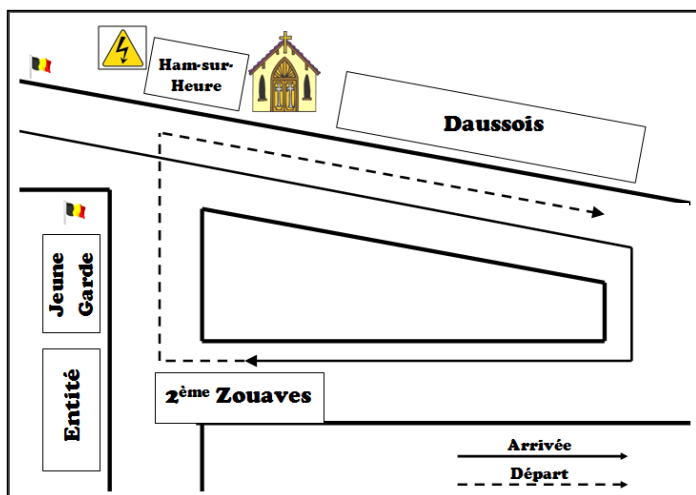 Ham-sur-
Heure
Daussois
Jeune
Garde
Entité
2ème Zouaves
Arrivée
Départ